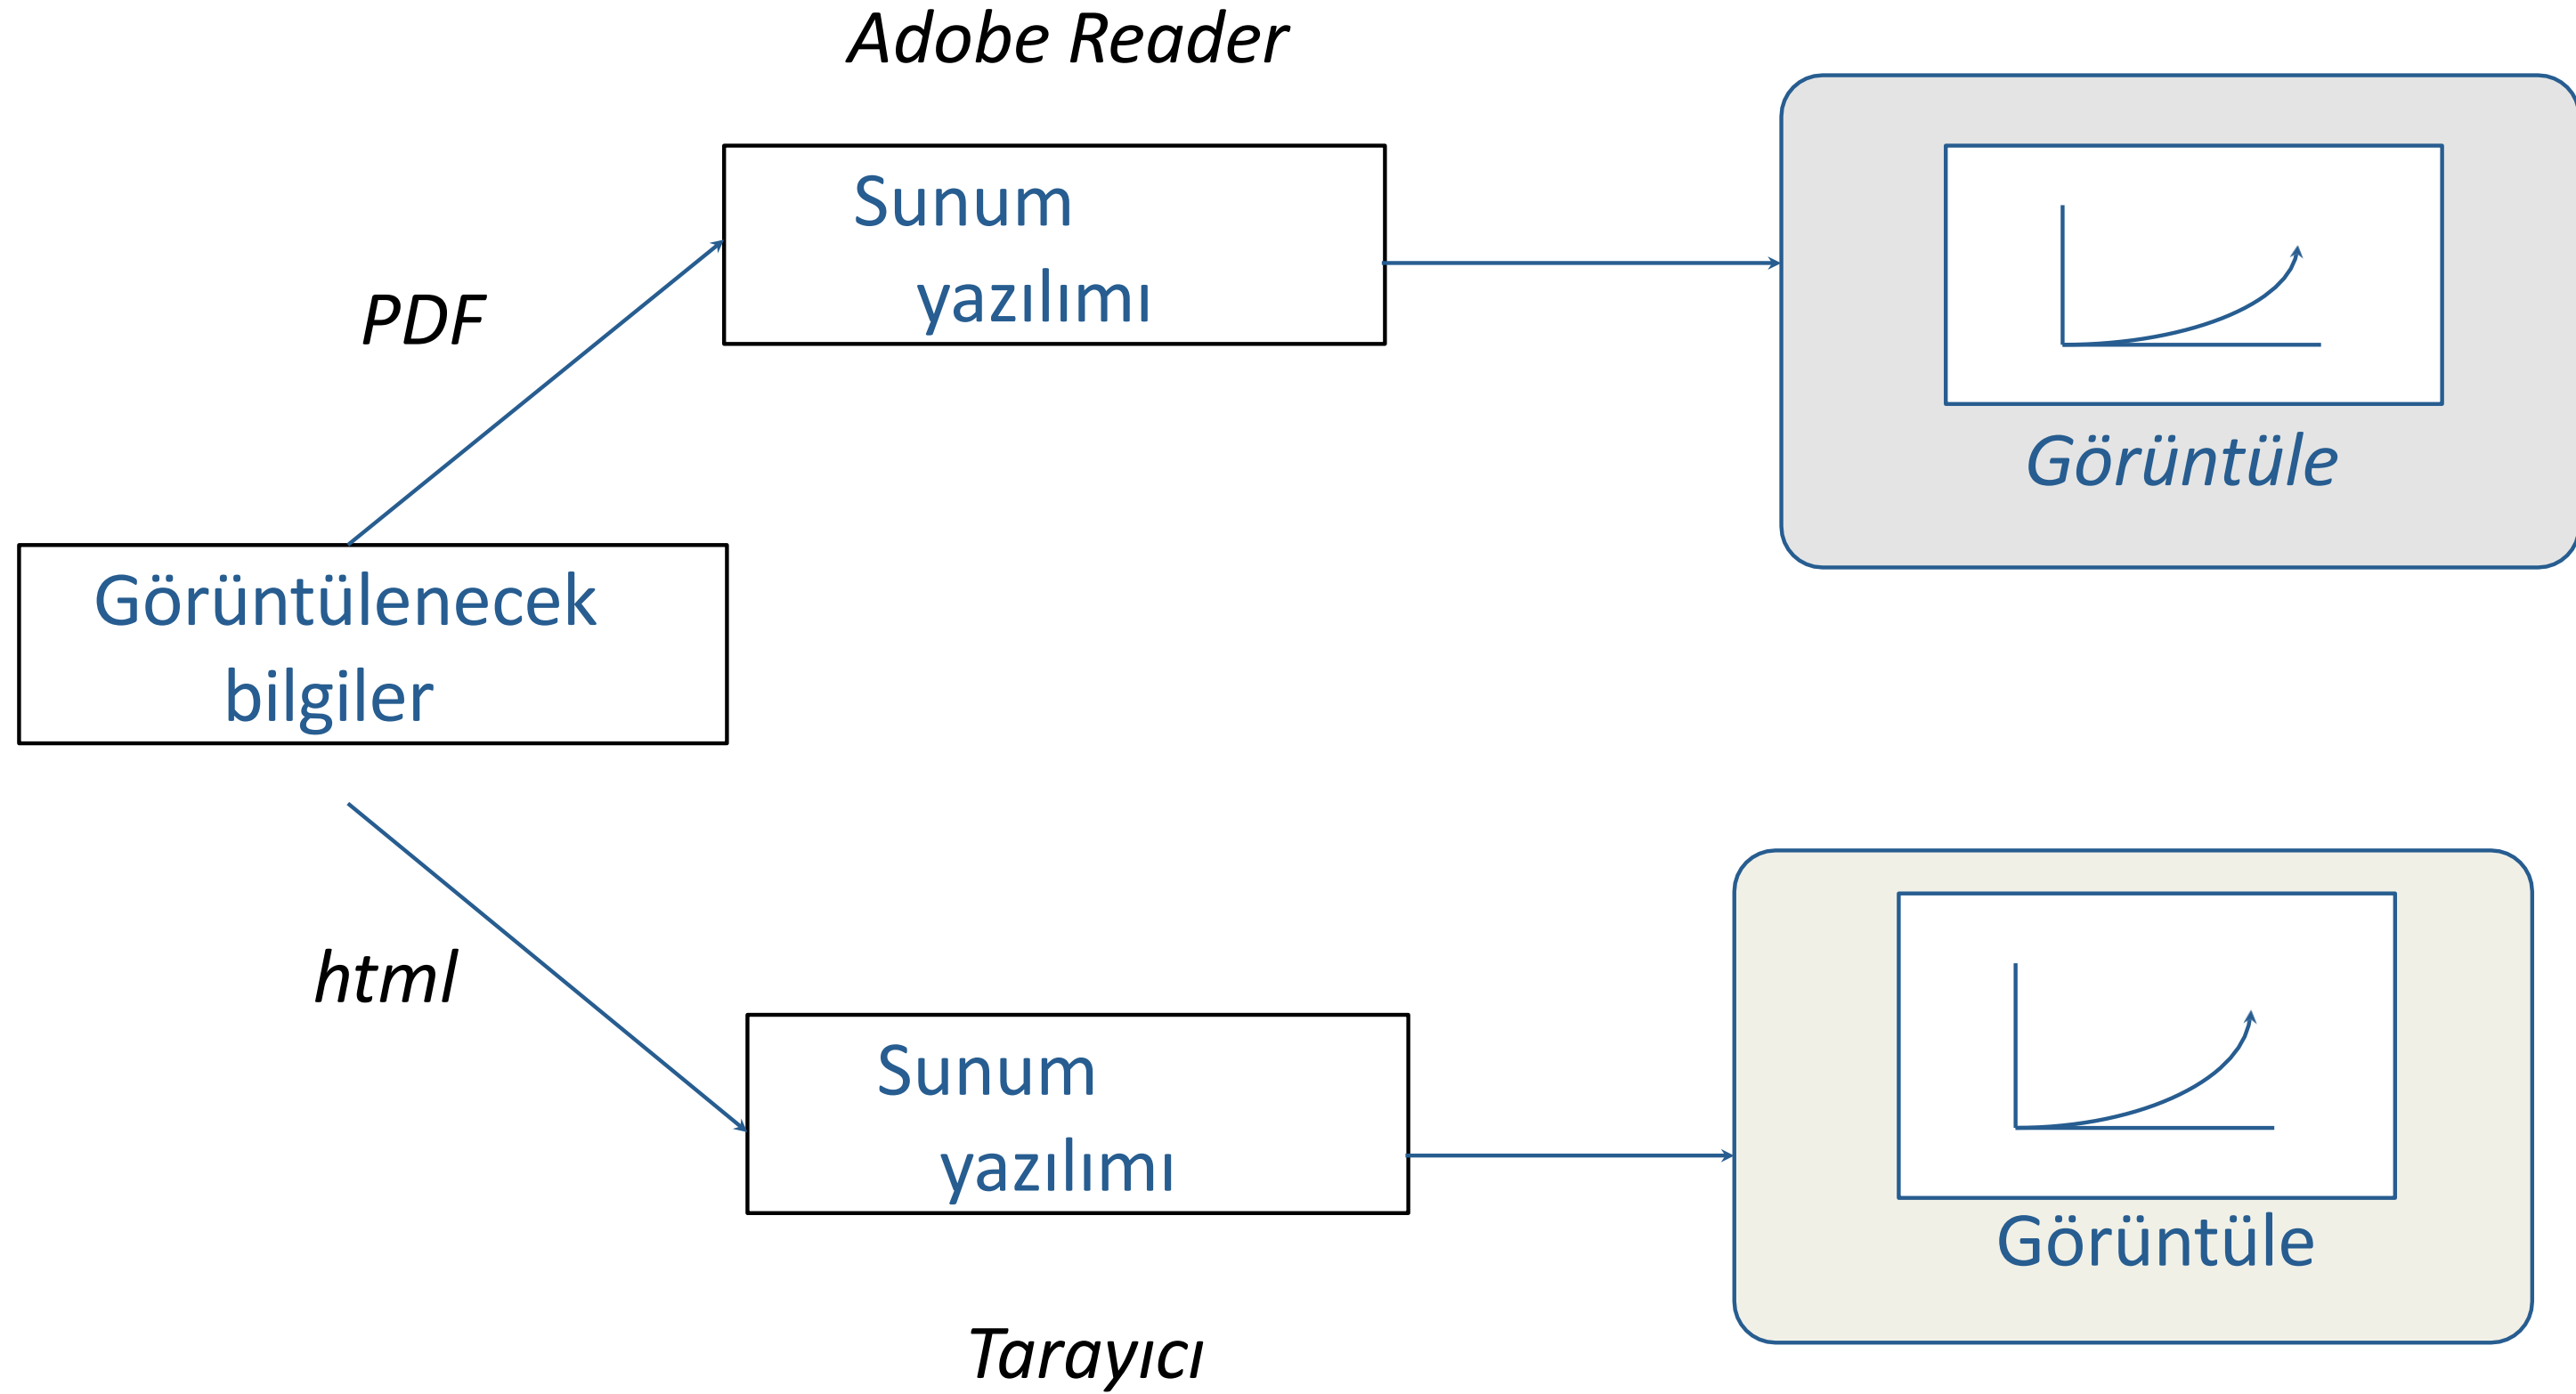 Adobe Reader
Sunum
yazılımı
PDF
Görüntüle
Görüntülenecek
bilgiler
html
Sunum
yazılımı
Görüntüle
Tarayıcı